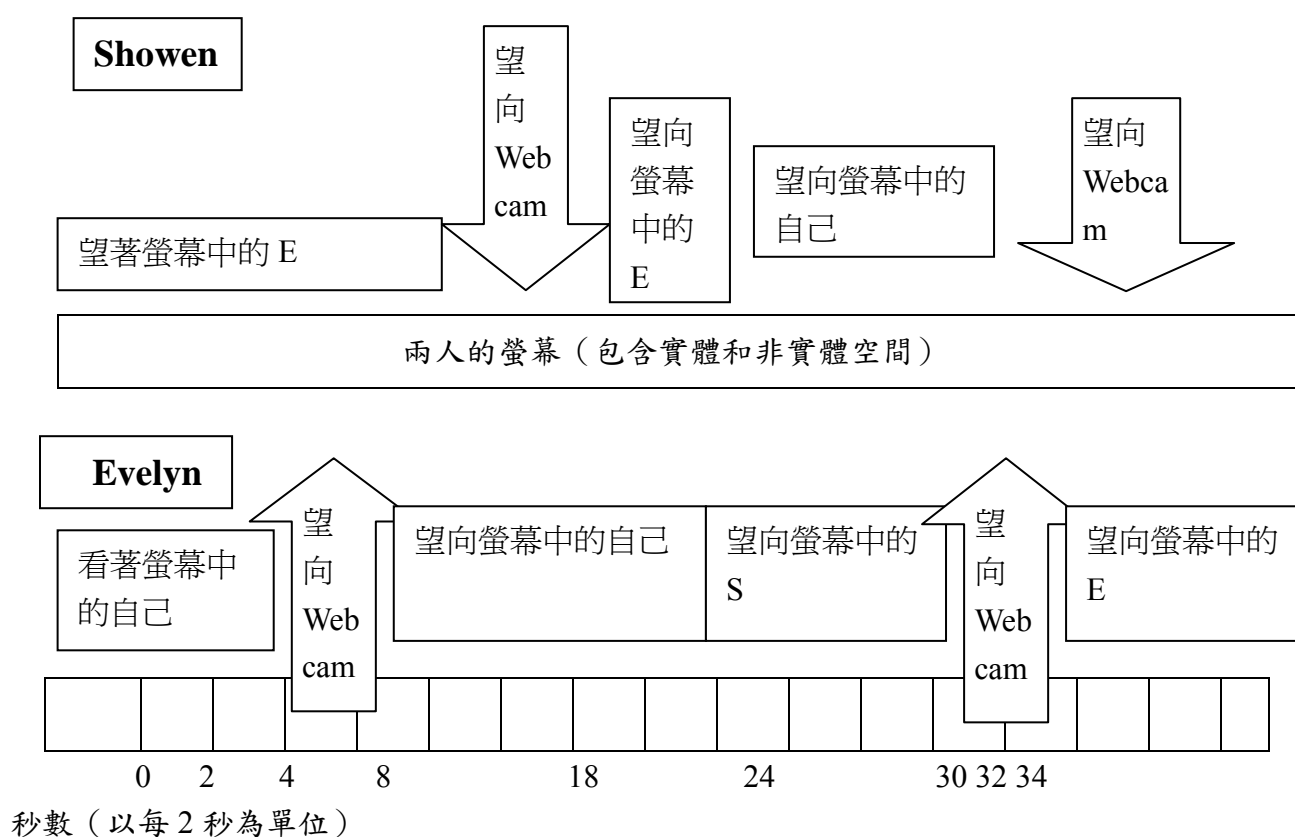 Showen
望
向
Web
cam
望向
螢幕
中的
E
望向螢幕中的
自己
望向
Webca
m
望著螢幕中的 E
兩人的螢幕（包含實體和非實體空間）
Evelyn
看著螢幕中
的自己
望
向
Web
cam
望向螢幕中的自己
望向螢幕中的
S
望
向
Web
cam
望向螢幕中的
E
0 2 4 8 18 24 30 32 34
秒數（以每 2 秒為單位）